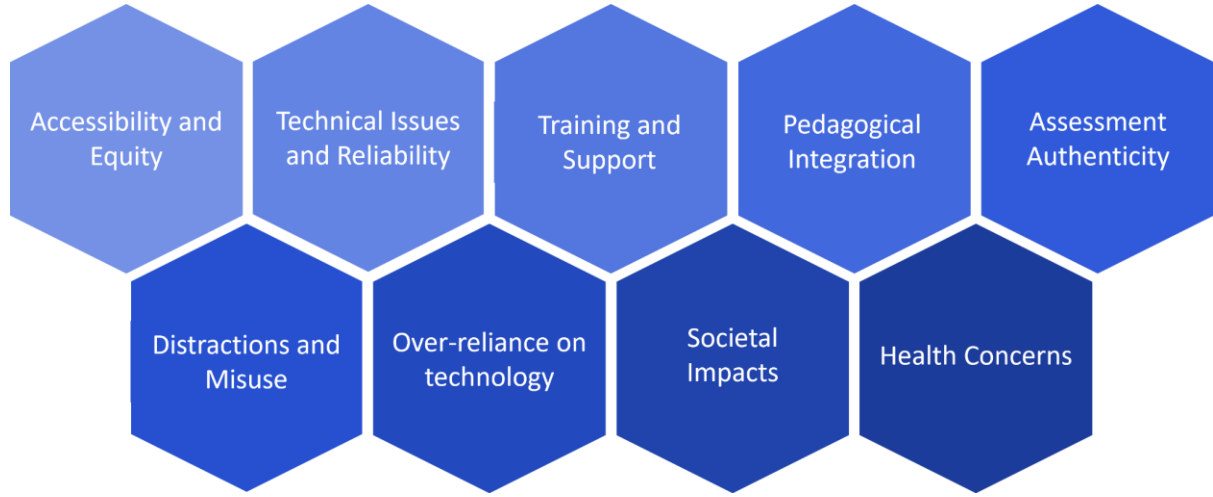 Accessibility and
Equity
Technical Issues
and Reliability
Training and
Support
Pedagogical
Integration
Assessment
Authenticity
Distractions and
Misuse
Over-reliance on
technology
Societal
Impacts
Health Concerns